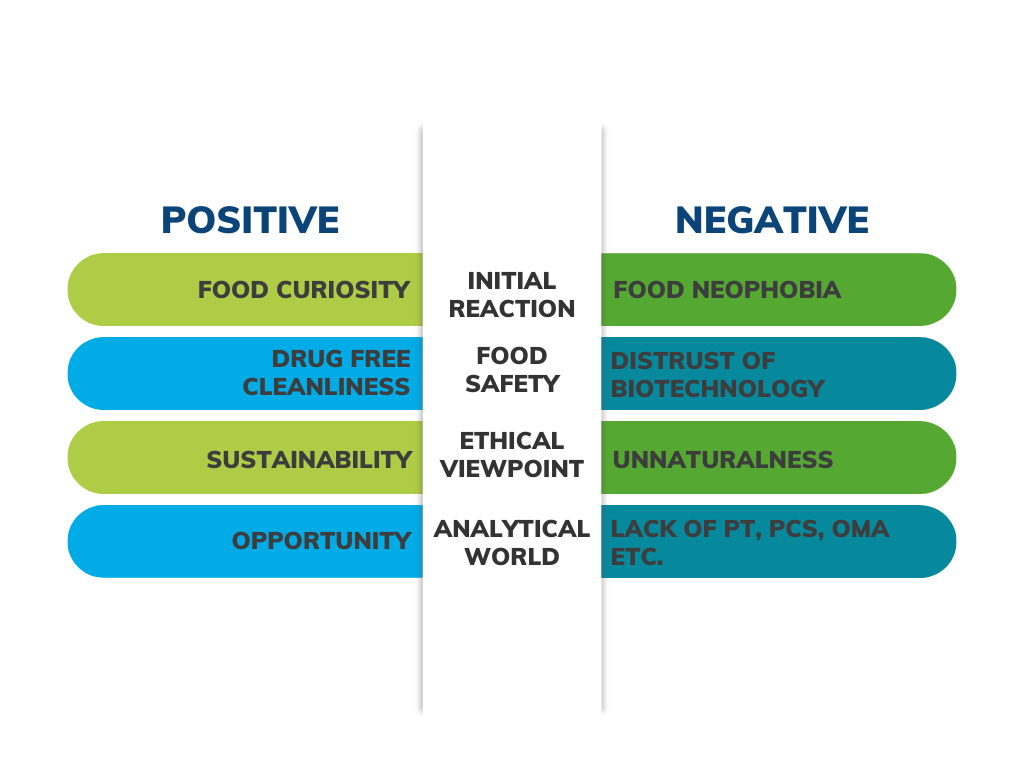 POSITIVE
NEGATIVE
FOOD CURIOSITY
INITIAL
REACTION
FOOD NEOPHOBIA
DRUG FREE
CLEANLINESS
FOOD
SAFETY
DISTRUST OF
BIOTECHNOLOGY
SUSTAINABILITY
ETHICAL
VIEWPOINT
UNNATURALNESS
OPPORTUNITY
ANALYTICAL
WORLD
LACK OF PT, PCS, OMA
ETC.